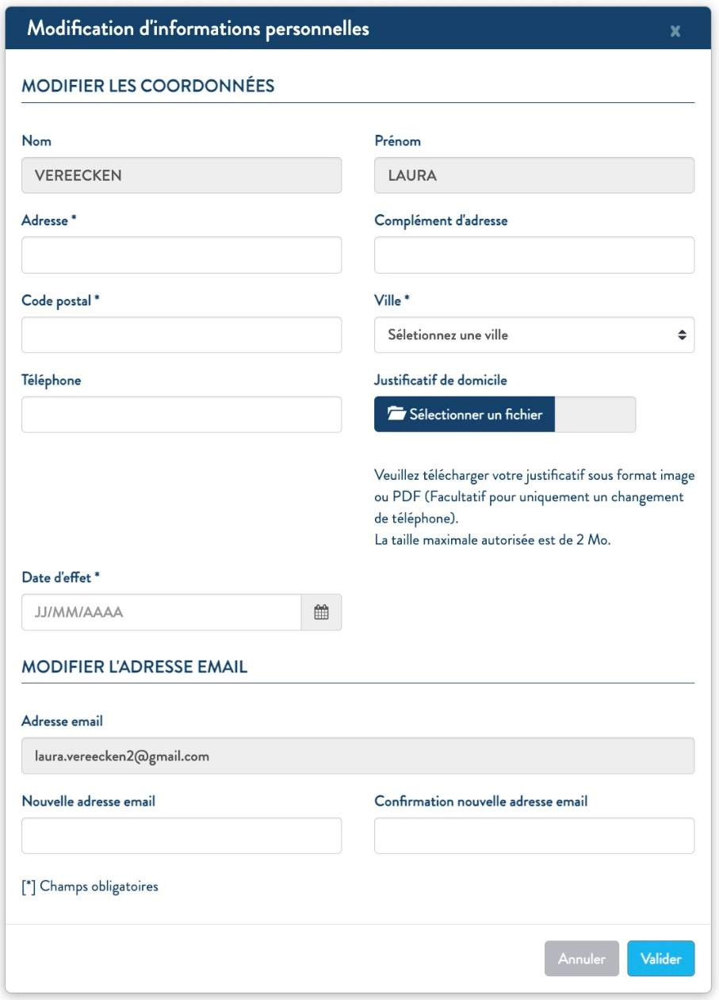 Modification d'informations personnelles x
MODIFIER LES COORDONNÉES
Nom
VEREECKEN
Prénom
LAURA
Adresse *
Complément d'adresse
Code postal *
Ville *
Séletionnez une ville
Téléphone
Justificatif de domicile
Sélectionner un fichier
Veuillez télécharger votre justificatif sous format image
ou PDF (Facultatif pour uniquement un changement
de téléphone).
La taille maximale autorisée est de 2 Mo.
Date d'effet *
JJ/MM/AAAA
MODIFIER L'ADRESSE EMAIL
Adresse email
laura.vereecken2@gmail.com
Nouvelle adresse email
Confirmation nouvelle adresse email
[*] Champs obligatoires
Annuler
Valider